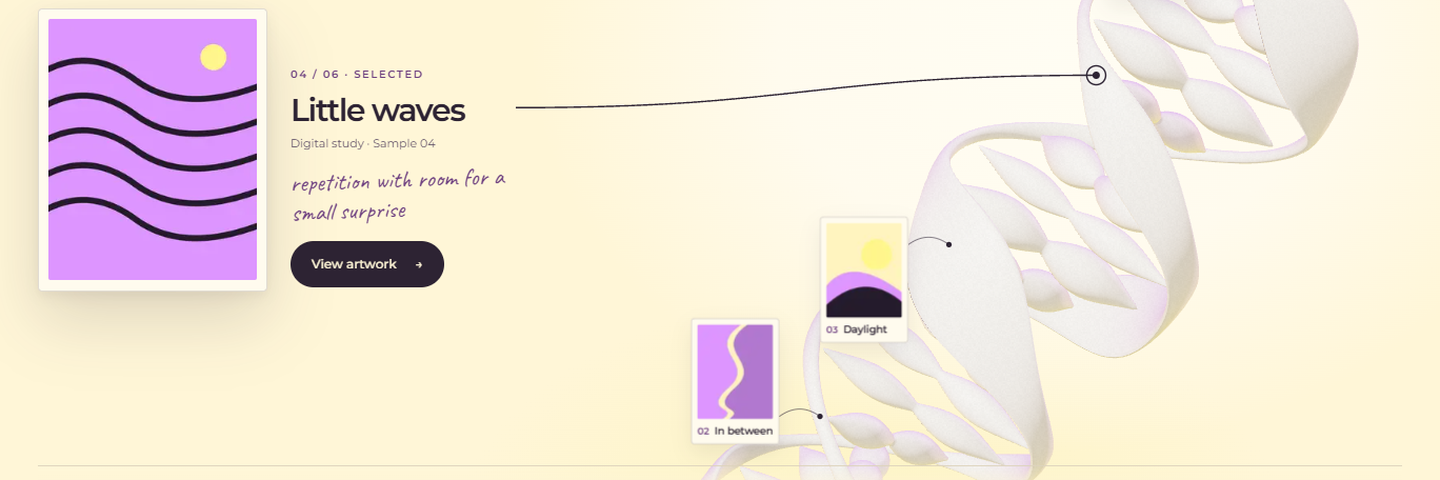 04 / 06 · SELECTED
Little waves
Digital study · Sample 04
repetition with room for a
small surprise
View artwork →
03 Daylight
02 In between